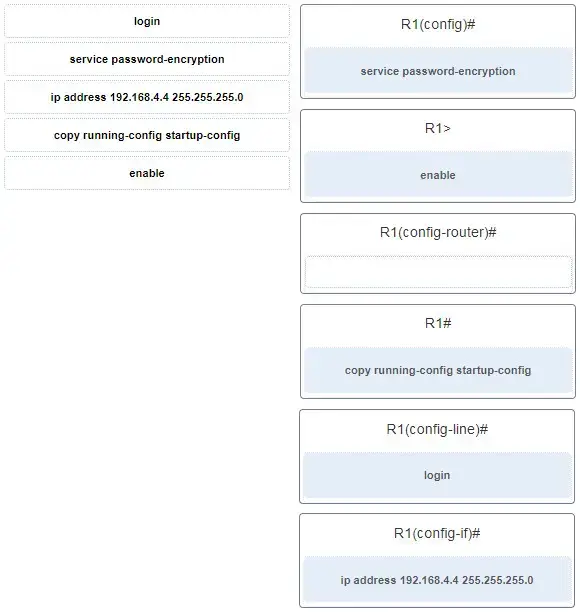 login
service password-encryption
ip address 192.168.4.4 255.255.255.0
copy running-config startup-config
enable
R1(config)#
service password-encryption
R1>
enable
R1(config-router)#
R1#
copy running-config startup-config
R1(config-line)#
login
R1(config-if)#
ip address 192.168.4.4 255.255.255.0